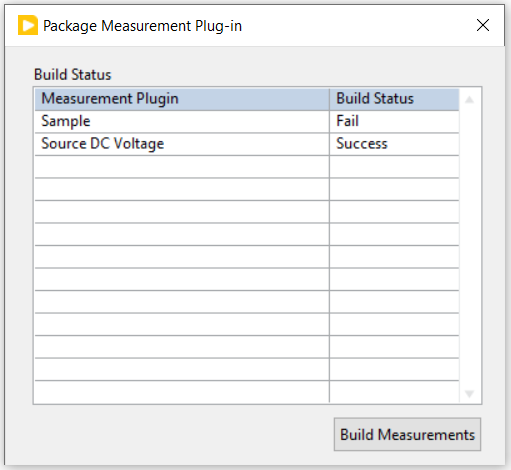 Package Measurement Plug-in
Build Status
Measurement Plugin Build Status
Sample Fail
Source DC Voltage Success
Build Measurements